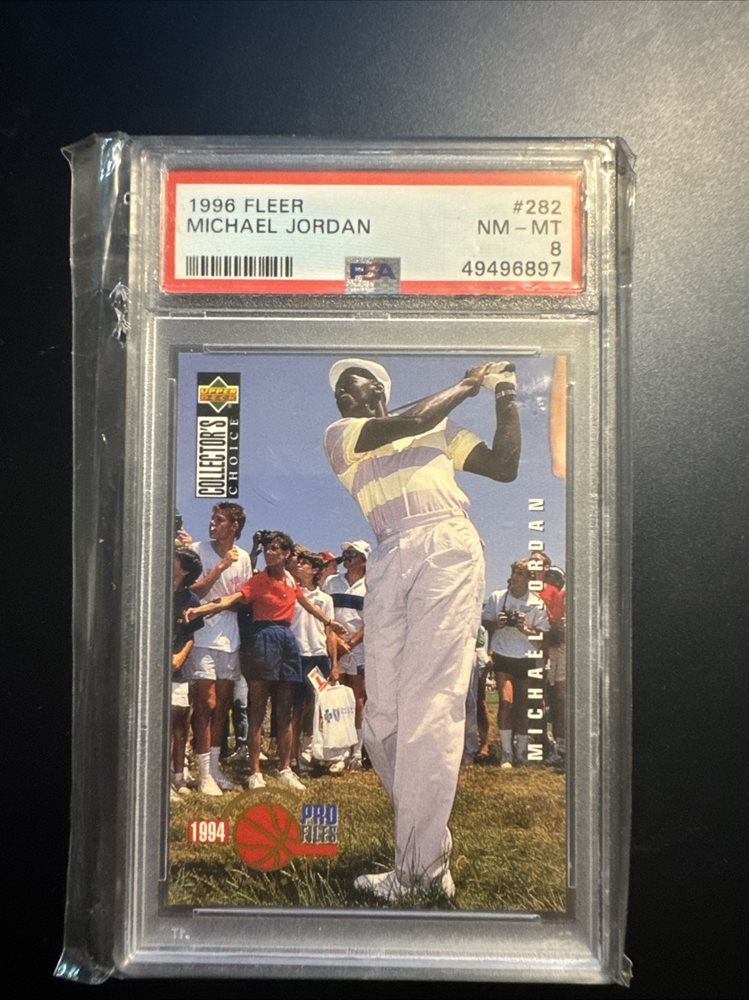 1996 FLEER
#282
MICHAEL JORDAN
NM – MT
8
PSA
49496897
UPPER
DECK
COLLECTOR'S
CHOICE
MICHAEL JORDAN
1994
PRO
FILES